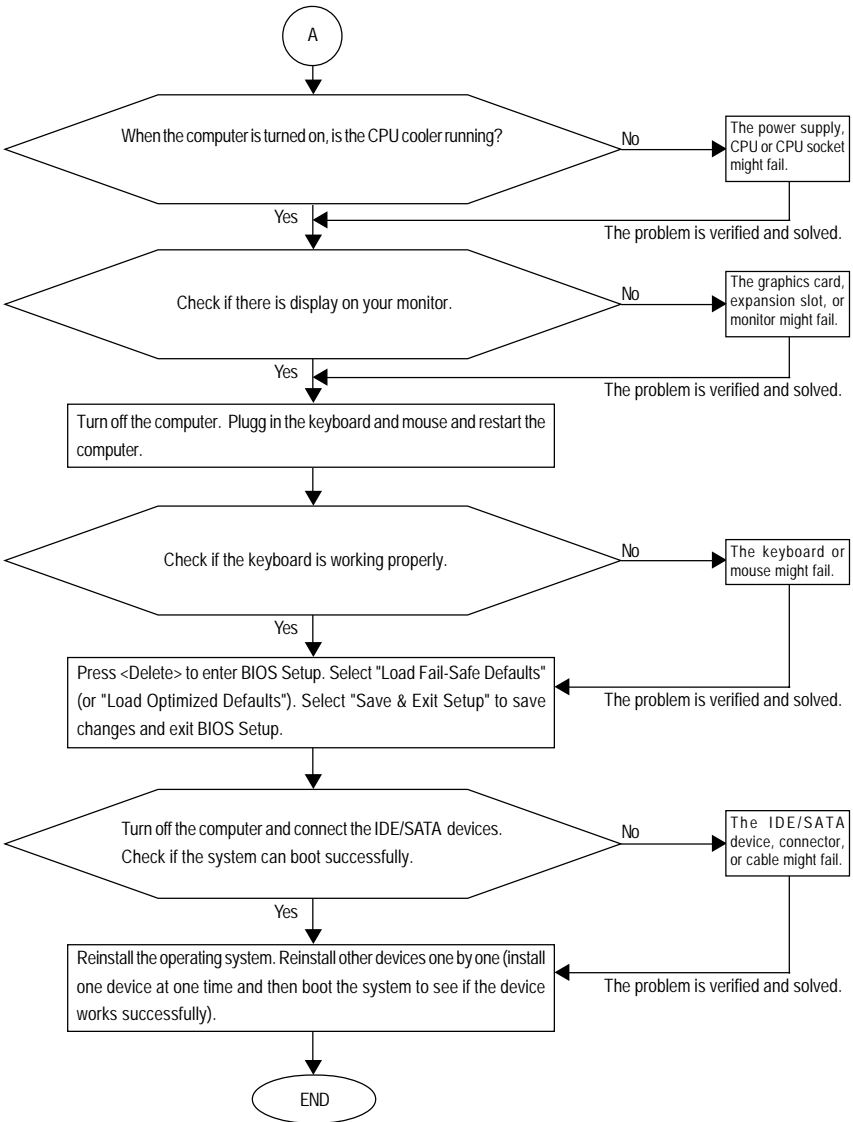 A
When the computer is turned on, is the CPU cooler running?
No
The power supply,
CPU or CPU socket
might fail.
Yes
The problem is verified and solved.
Check if there is display on your monitor.
No
The graphics card,
expansion slot, or
monitor might fail.
Yes
The problem is verified and solved.
Turn off the computer. Plugg in the keyboard and mouse and restart the
computer.
Check if the keyboard is working properly.
No
The keyboard or
mouse might fail.
Yes
Press <Delete> to enter BIOS Setup. Select "Load Fail-Safe Defaults"
(or "Load Optimized Defaults"). Select "Save & Exit Setup" to save
changes and exit BIOS Setup.
The problem is verified and solved.
Turn off the computer and connect the IDE/SATA devices.
Check if the system can boot successfully.
No
The IDE/SATA
device, connector,
or cable might fail.
Yes
Reinstall the operating system. Reinstall other devices one by one (install
one device at one time and then boot the system to see if the device
works successfully).
The problem is verified and solved.
END